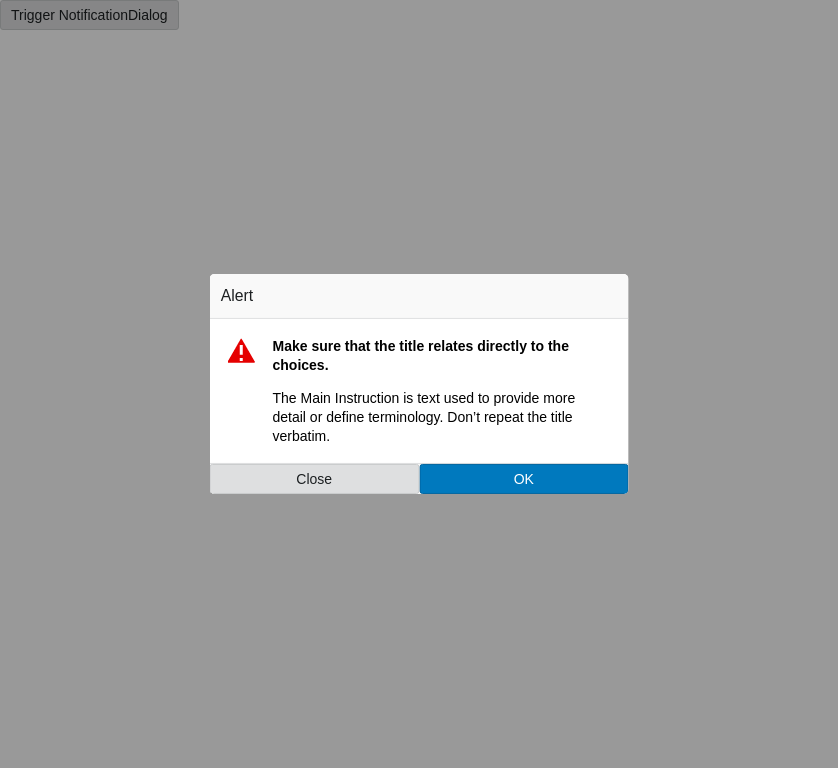 Trigger NotificationDialog
Alert
Make sure that the title relates directly to the
choices.
The Main Instruction is text used to provide more
detail or define terminology. Don’t repeat the title
verbatim.
Close
OK